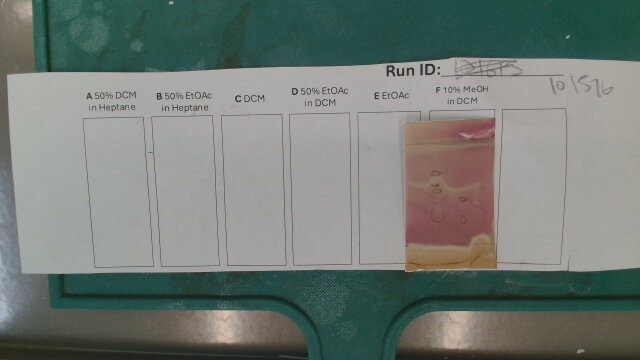 Run ID:
101576
A 50% DCM
in Heptane
B 50% EtOAc
in Heptane
C DCM
D 50% EtOAc
in DCM
E EtOAc
F 10% MeOH
in DCM